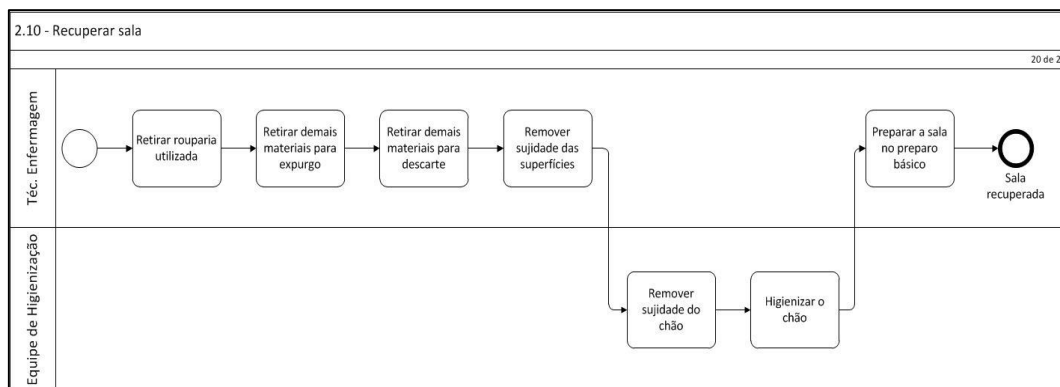 2.10 - Recuperar sala
20 de 2
Téc. Enfermagem
Retirar rouparia
utilizada
Retirar demais
materiais para
expurgo
Retirar demais
materiais para
descarte
Remover
sujidade das
superfícies
Preparar a sala
no preparo
básico
Sala
recuperada
Equipe de Higienização
Remover
sujidade do
chão
Higienizar o
chão